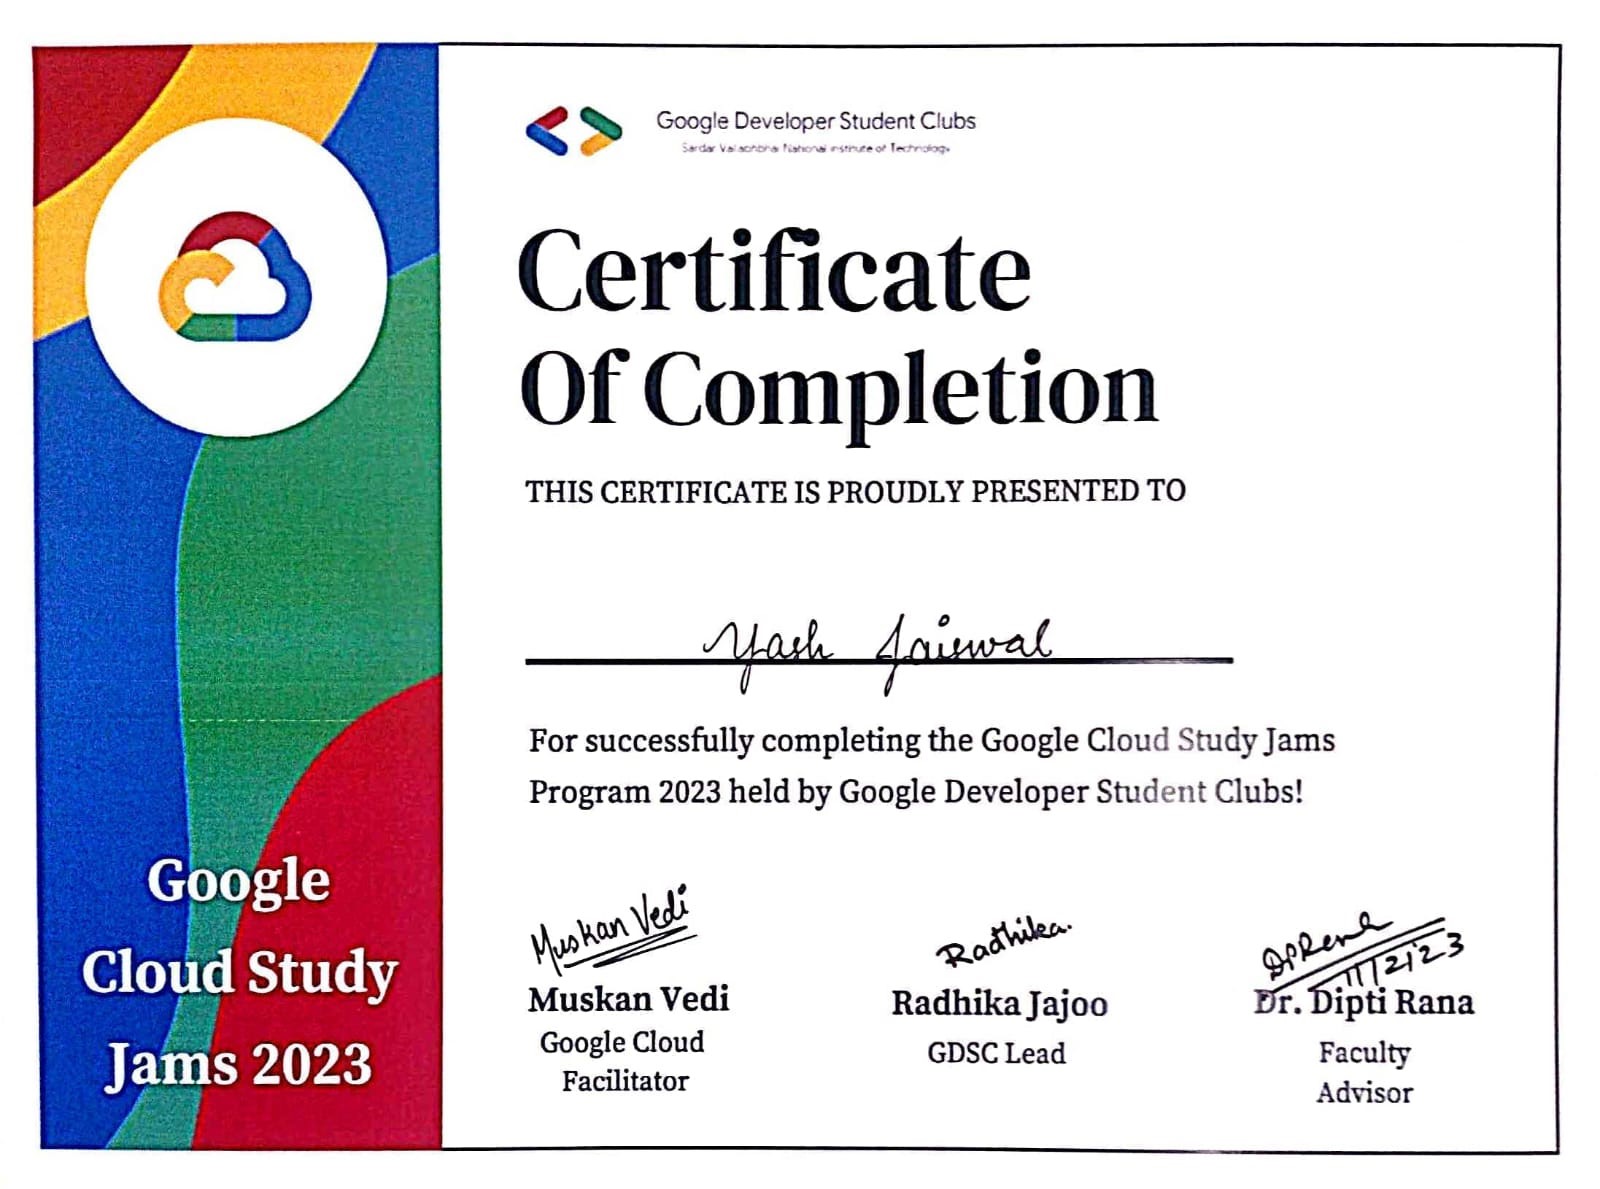 Google Developer Student Clubs
Sardar Vallabhbhai National Institute of Technology
Certificate
Of Completion
THIS CERTIFICATE IS PROUDLY PRESENTED TO
Yash Jaiswal
For successfully completing the Google Cloud Study Jams
Program 2023 held by Google Developer Student Clubs!
Google
Cloud Study
Jams 2023
Muskan Vedi
Muskan Vedi
Google Cloud
Facilitator
Radhika.
Radhika Jajoo
GDSC Lead
DPRana
Dr. Dipti Rana
Faculty
Advisor